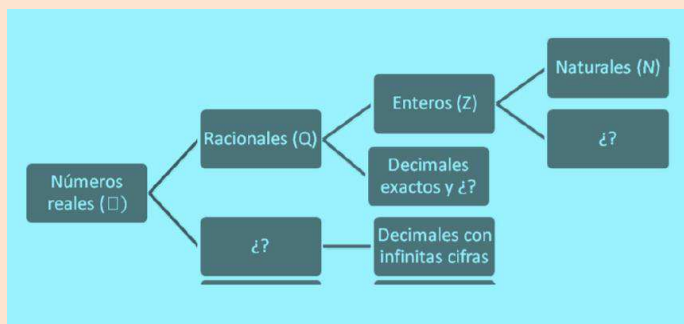 Naturales (N)
Enteros (Z)
¿?
Racionales (Q)
Decimales
exactos y ¿?
Números
reales (□)
¿?
Decimales con
infinitas cifras